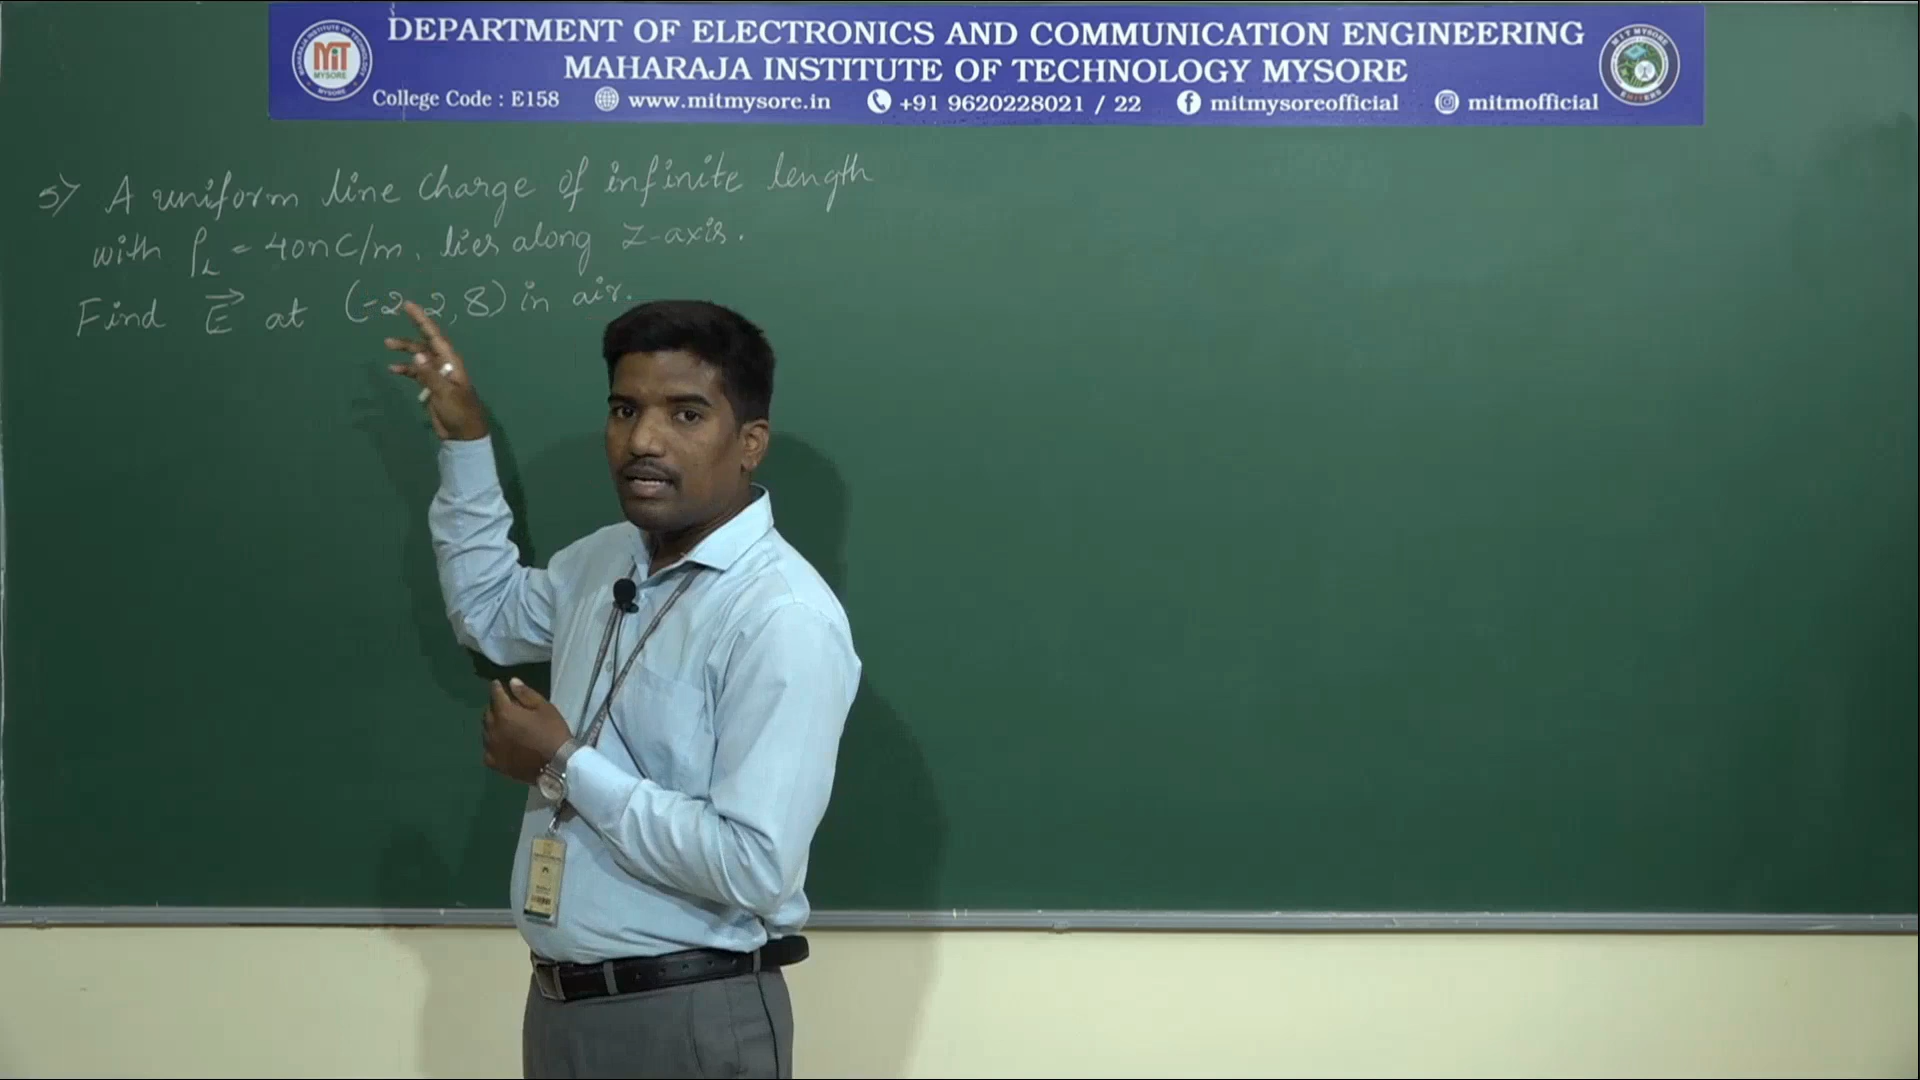 DEPARTMENT OF ELECTRONICS AND COMMUNICATION ENGINEERING
MAHARAJA INSTITUTE OF TECHNOLOGY MYSORE
College Code : E158 www.mitmysore.in +91 9620228021 / 22 mitmysoreofficial mitmofficial
MIT
MYSORE
5) A uniform line charge of infinite length
with ρL = 40nC/m. lies along z-axis.
Find E⃗ at (-2, 2, 8) in air.